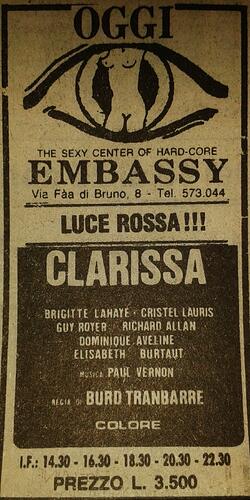 OGGI
THE SEXY CENTER OF HARD-CORE
EMBASSY
Via Fàa di Bruno, 8 - Tel. 573.044
LUCE ROSSA!!!
CLARISSA
BRIGITTE LAHAYE · CRISTEL LAURIS
GUY ROYER · RICHARD ALLAN
DOMINIQUE AVELINE
ELISABETH BURTAUT
MUSICA PAUL VERNON
REGIA DI BURD TRANBARRE
COLORE
I.F.: 14.30 - 16.30 - 18.30 - 20.30 - 22.30
PREZZO L. 3.500